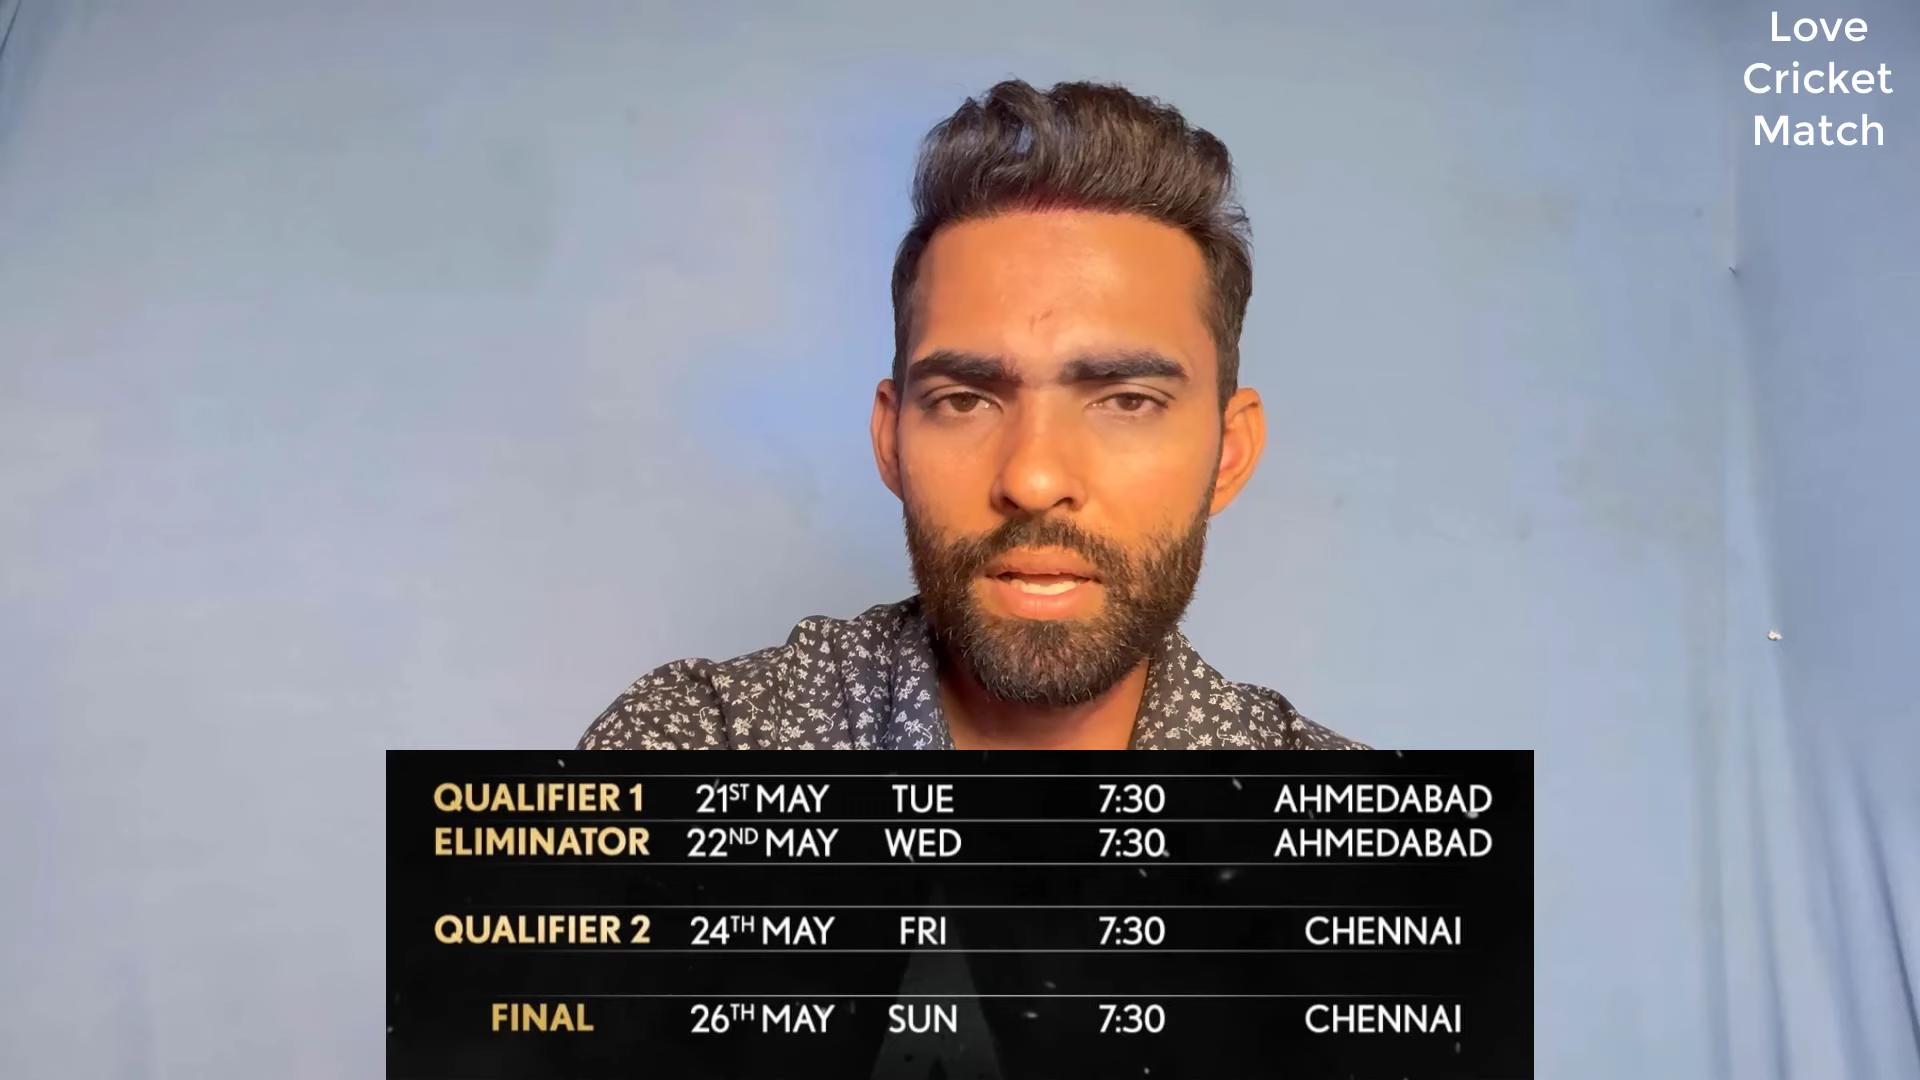 Love
Cricket
Match
QUALIFIER 1 21ST MAY TUE 7:30 AHMEDABAD
ELIMINATOR 22ND MAY WED 7:30 AHMEDABAD
QUALIFIER 2 24TH MAY FRI 7:30 CHENNAI
FINAL 26TH MAY SUN 7:30 CHENNAI